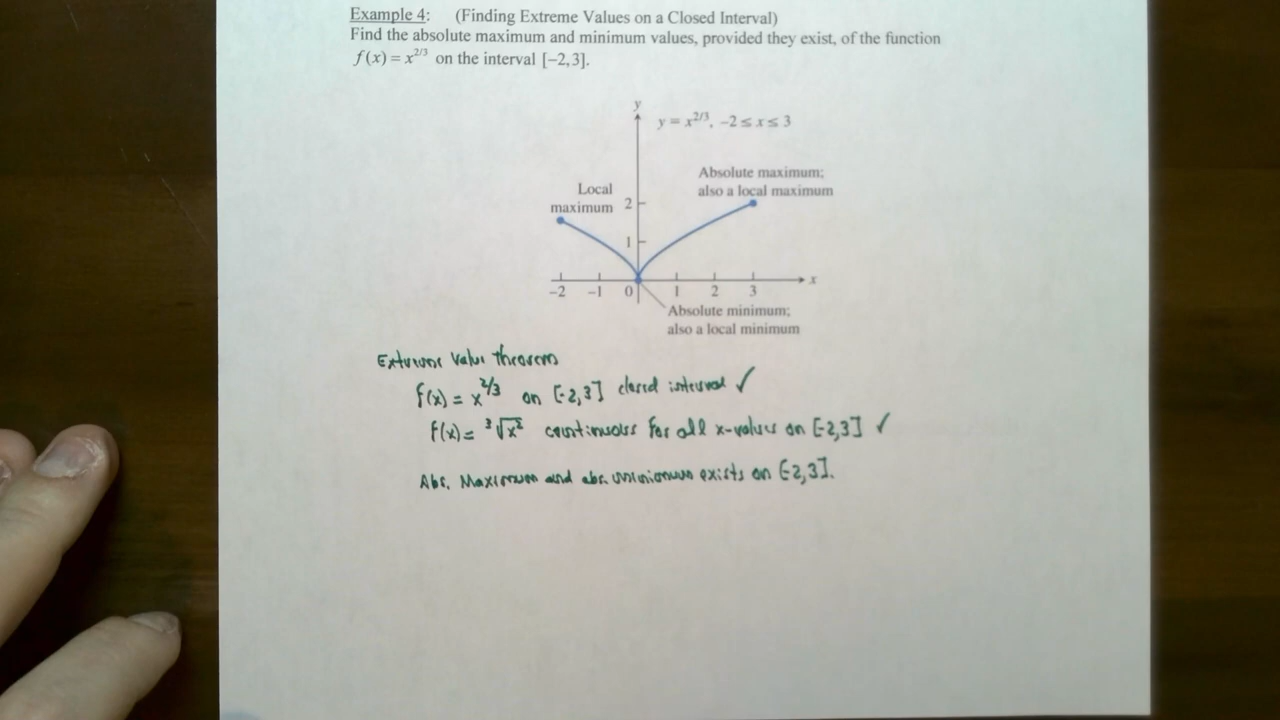 Example 4: (Finding Extreme Values on a Closed Interval)
Find the absolute maximum and minimum values, provided they exist, of the function
f(x) = x^{2/3} on the interval [−2,3].
y
y = x^{2/3}, −2 ≤ x ≤ 3
Absolute maximum;
also a local maximum
Local
maximum
2
1
−2 −1 0 1 2 3 x
Absolute minimum;
also a local minimum
Extreme Value Theorem
f(x) = x^{2/3} on [-2,3] closed interval ✓
f(x) = ∛x² continuous for all x-values on [-2,3] ✓
Abs. Maximum and abs. minimum exists on [-2,3].